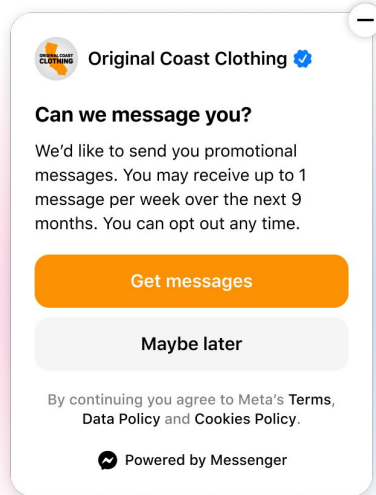 ORIGINAL COAST
CLOTHING
Original Coast Clothing
Can we message you?
We’d like to send you promotional
messages. You may receive up to 1
message per week over the next 9
months. You can opt out any time.
Get messages
Maybe later
By continuing you agree to Meta’s Terms,
Data Policy and Cookies Policy.
Powered by Messenger